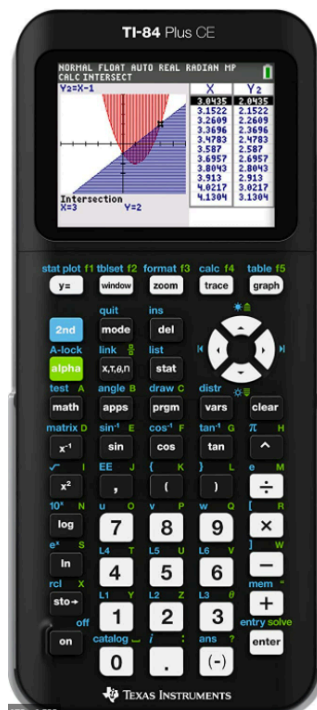 TI-84 Plus CE
NORMAL FLOAT AUTO REAL RADIAN MP
CALC INTERSECT
Y2=X-1
X Y2
3.0435 2.0435
3.1522 2.1522
3.2609 2.2609
3.3696 2.3696
3.4783 2.4783
3.587 2.587
3.6957 2.6957
3.8043 2.8043
3.913 2.913
4.0217 3.0217
4.1304 3.1304
Intersection
X=3 Y=2
stat plot f1 tblset f2 format f3 calc f4 table f5
y= window zoom trace graph
quit ins
2nd mode del
A-lock link list
alpha X,T,θ,n stat
test A angle B draw C distr
math apps prgm vars clear
matrix D sin⁻¹ E cos⁻¹ F tan⁻¹ G π H
x⁻¹ sin cos tan ^
√ I EE J { K } L e M
x² , ( ) ÷
10ˣ N u O v P w Q [ R
log 7 8 9 ×
eˣ S L4 T L5 U L6 V ] W
ln 4 5 6 −
rcl X L1 Y L2 Z L3 θ mem "
sto→ 1 2 3 +
off catalog ⎵ i : ans ? entry solve
on 0 . (-) enter
TEXAS INSTRUMENTS